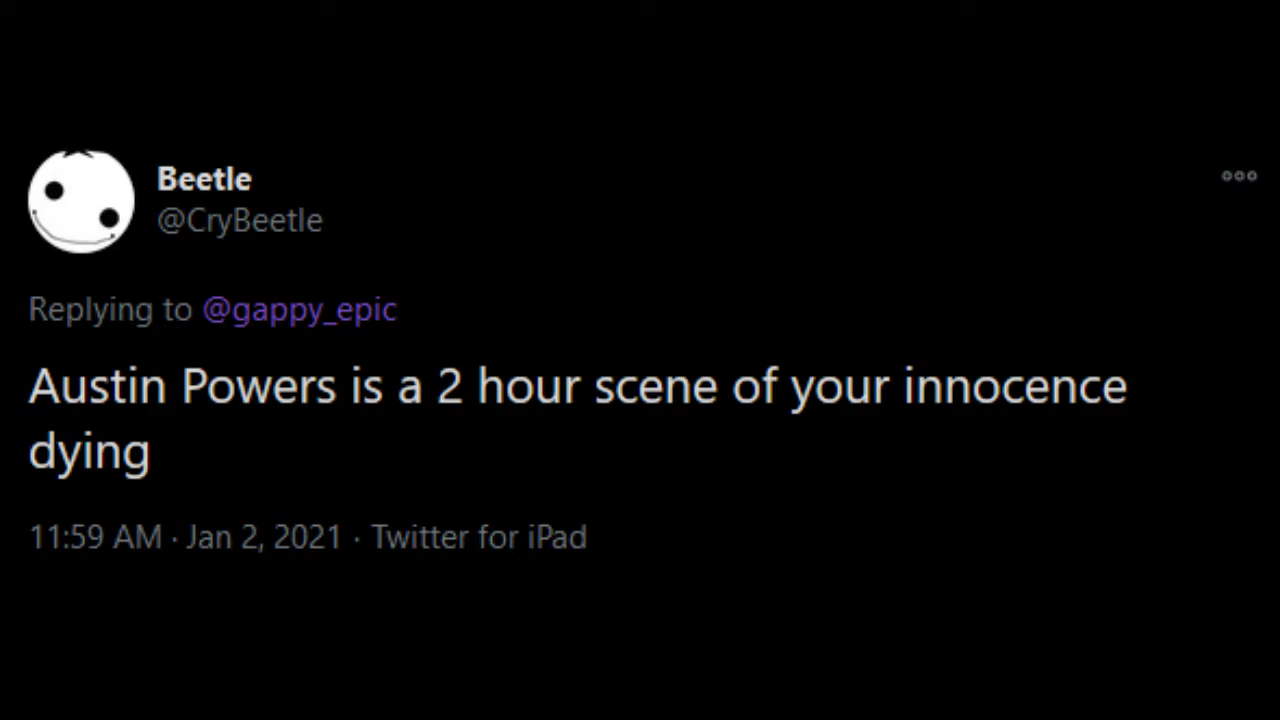 Beetle
@CryBeetle
Replying to @gappy_epic
Austin Powers is a 2 hour scene of your innocence
dying
11:59 AM · Jan 2, 2021 · Twitter for iPad